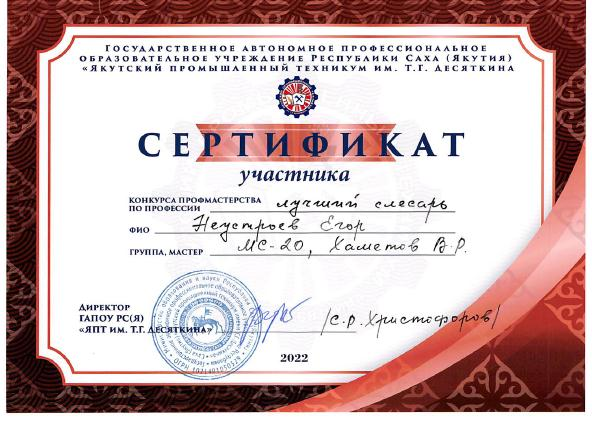 Государственное автономное профессиональное
образовательное учреждение Республики Саха (Якутия)
«Якутский промышленный техникум им. Т.Г. Десяткина
СЕРТИФИКАТ
участника
КОНКУРСА ПРОФМАСТЕРСТВА
ПО ПРОФЕССИИ лучший слесарь
ФИО Неустроев Егор
ГРУППА, МАСТЕР МС-20, Хаметов В.Р.
ДИРЕКТОР
ГАПОУ РС(Я)
«ЯПТ ИМ. Т.Г. ДЕСЯТКИНА»
/С.Р. Христофоров/
2022